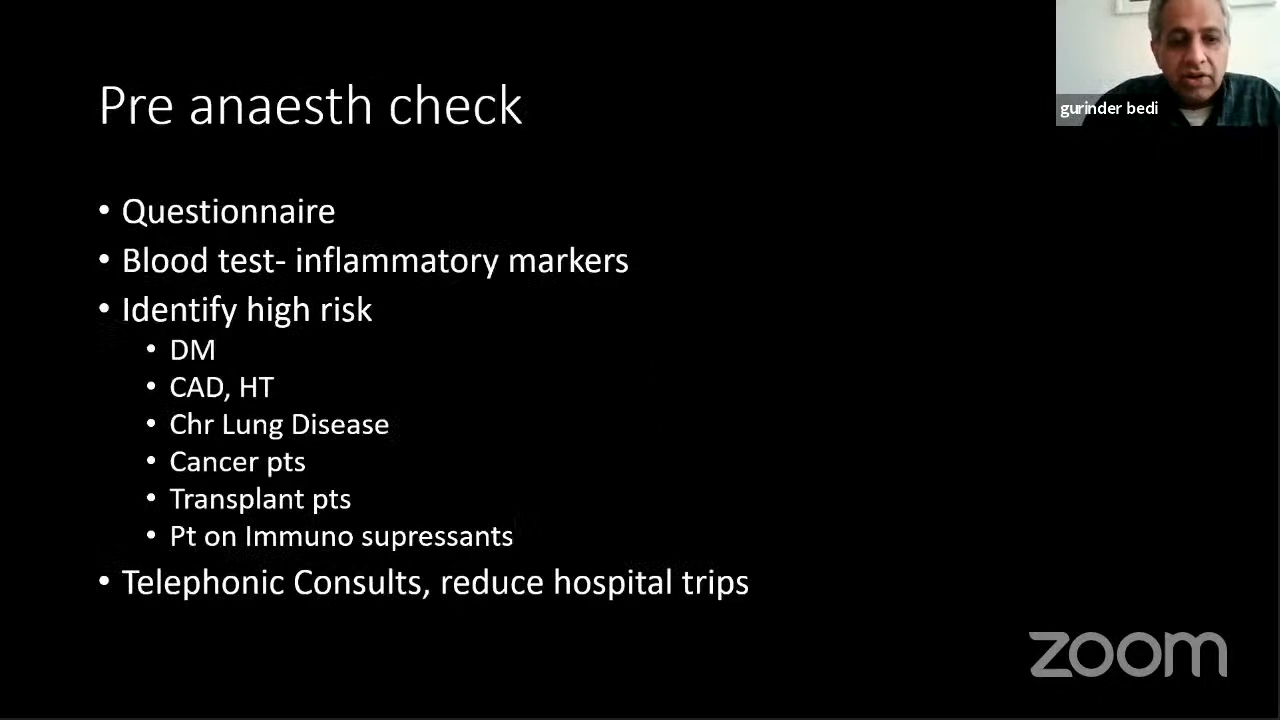 Pre anaesth check
gurinder bedi
• Questionnaire
• Blood test- inflammatory markers
• Identify high risk
• DM
• CAD, HT
• Chr Lung Disease
• Cancer pts
• Transplant pts
• Pt on Immuno supressants
• Telephonic Consults, reduce hospital trips
zoom